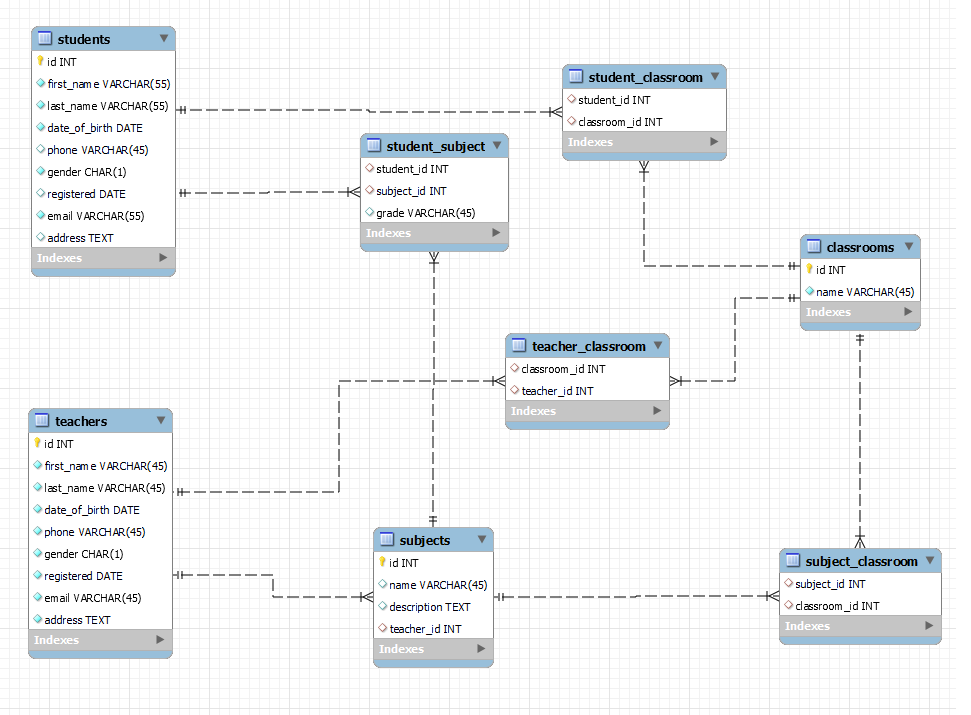 students
id INT
first_name VARCHAR(55)
last_name VARCHAR(55)
date_of_birth DATE
phone VARCHAR(45)
gender CHAR(1)
registered DATE
email VARCHAR(55)
address TEXT
Indexes
student_classroom
student_id INT
classroom_id INT
Indexes
student_subject
student_id INT
subject_id INT
grade VARCHAR(45)
Indexes
classrooms
id INT
name VARCHAR(45)
Indexes
teacher_classroom
classroom_id INT
teacher_id INT
Indexes
teachers
id INT
first_name VARCHAR(45)
last_name VARCHAR(45)
date_of_birth DATE
phone VARCHAR(45)
gender CHAR(1)
registered DATE
email VARCHAR(45)
address TEXT
Indexes
subjects
id INT
name VARCHAR(45)
description TEXT
teacher_id INT
Indexes
subject_classroom
subject_id INT
classroom_id INT
Indexes